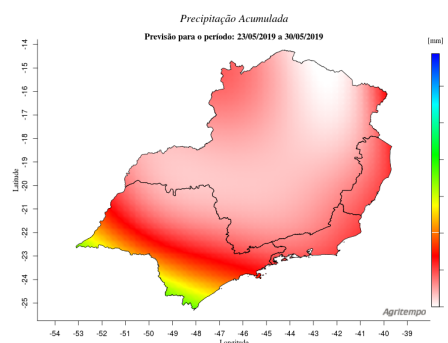 Precipitação Acumulada
Previsão para o período: 23/05/2019 a 30/05/2019
[mm]
-14
-15
-16
-17
-18
-19
-20
-21
-22
-23
-24
-25
Latitude
Agritempo
-54 -53 -52 -51 -50 -49 -48 -47 -46 -45 -44 -43 -42 -41 -40 -39
Longitude